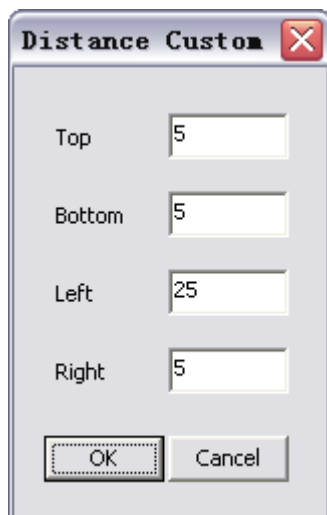 Distance Custom
Top 5
Bottom 5
Left 25
Right 5
OK Cancel